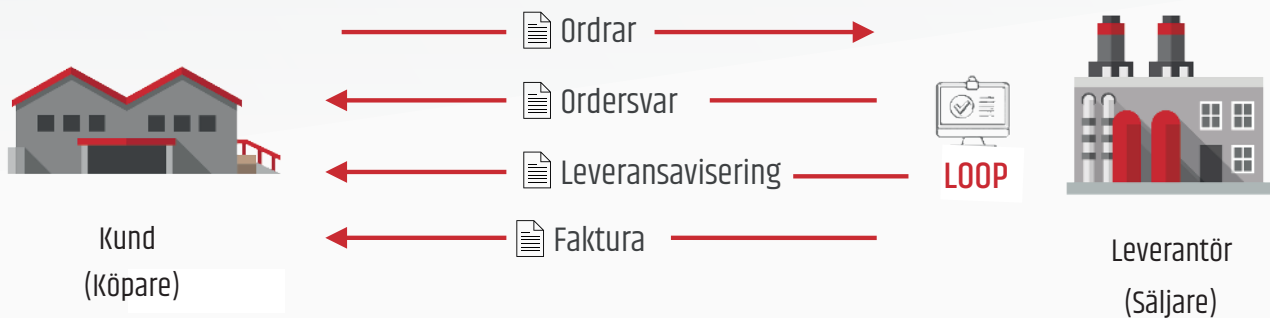 Ordrar
Ordersvar
Leveransavisering
LOOP
Faktura
Kund
(Köpare)
Leverantör
(Säljare)